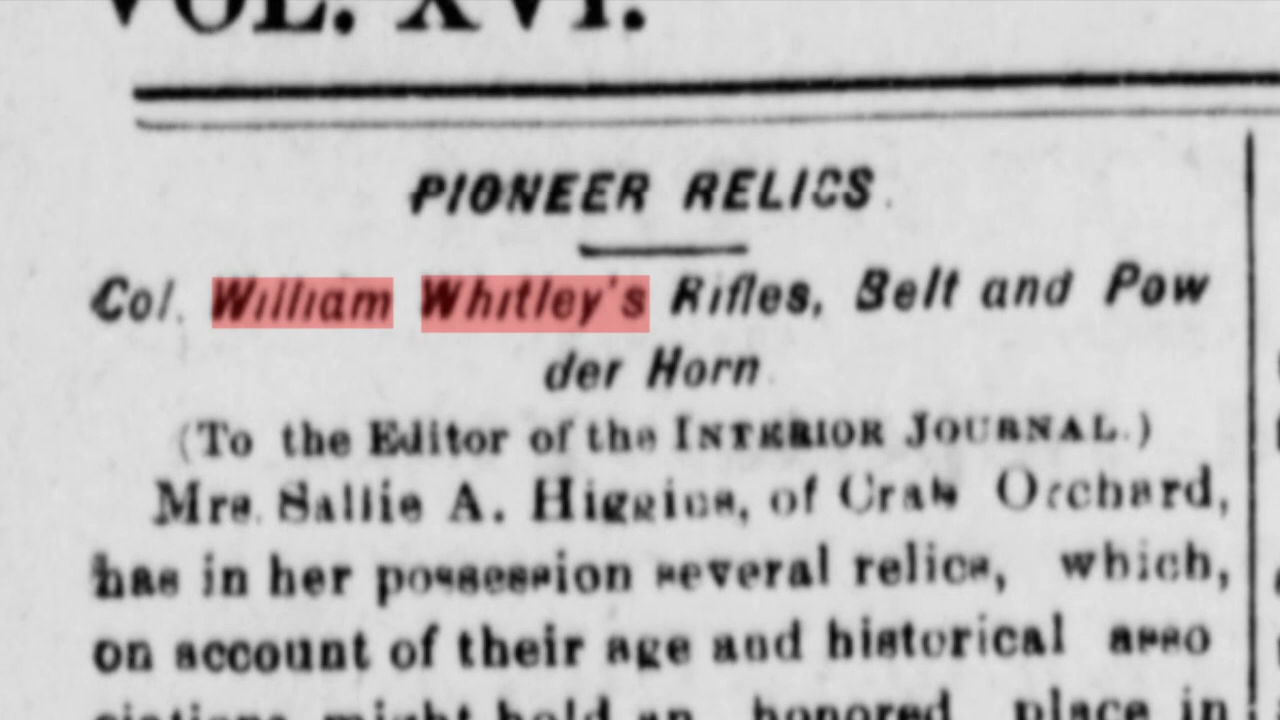 VOL. XVI.
PIONEER RELICS.
Col. William Whitley's Rifles, Belt and Pow
der Horn.
(To the Editor of the INTERIOR JOURNAL.)
Mrs. Sallie A. Higgins, of Crab Orchard,
has in her possession several relics, which,
on account of their age and historical asso
ciations might hold an honored place in